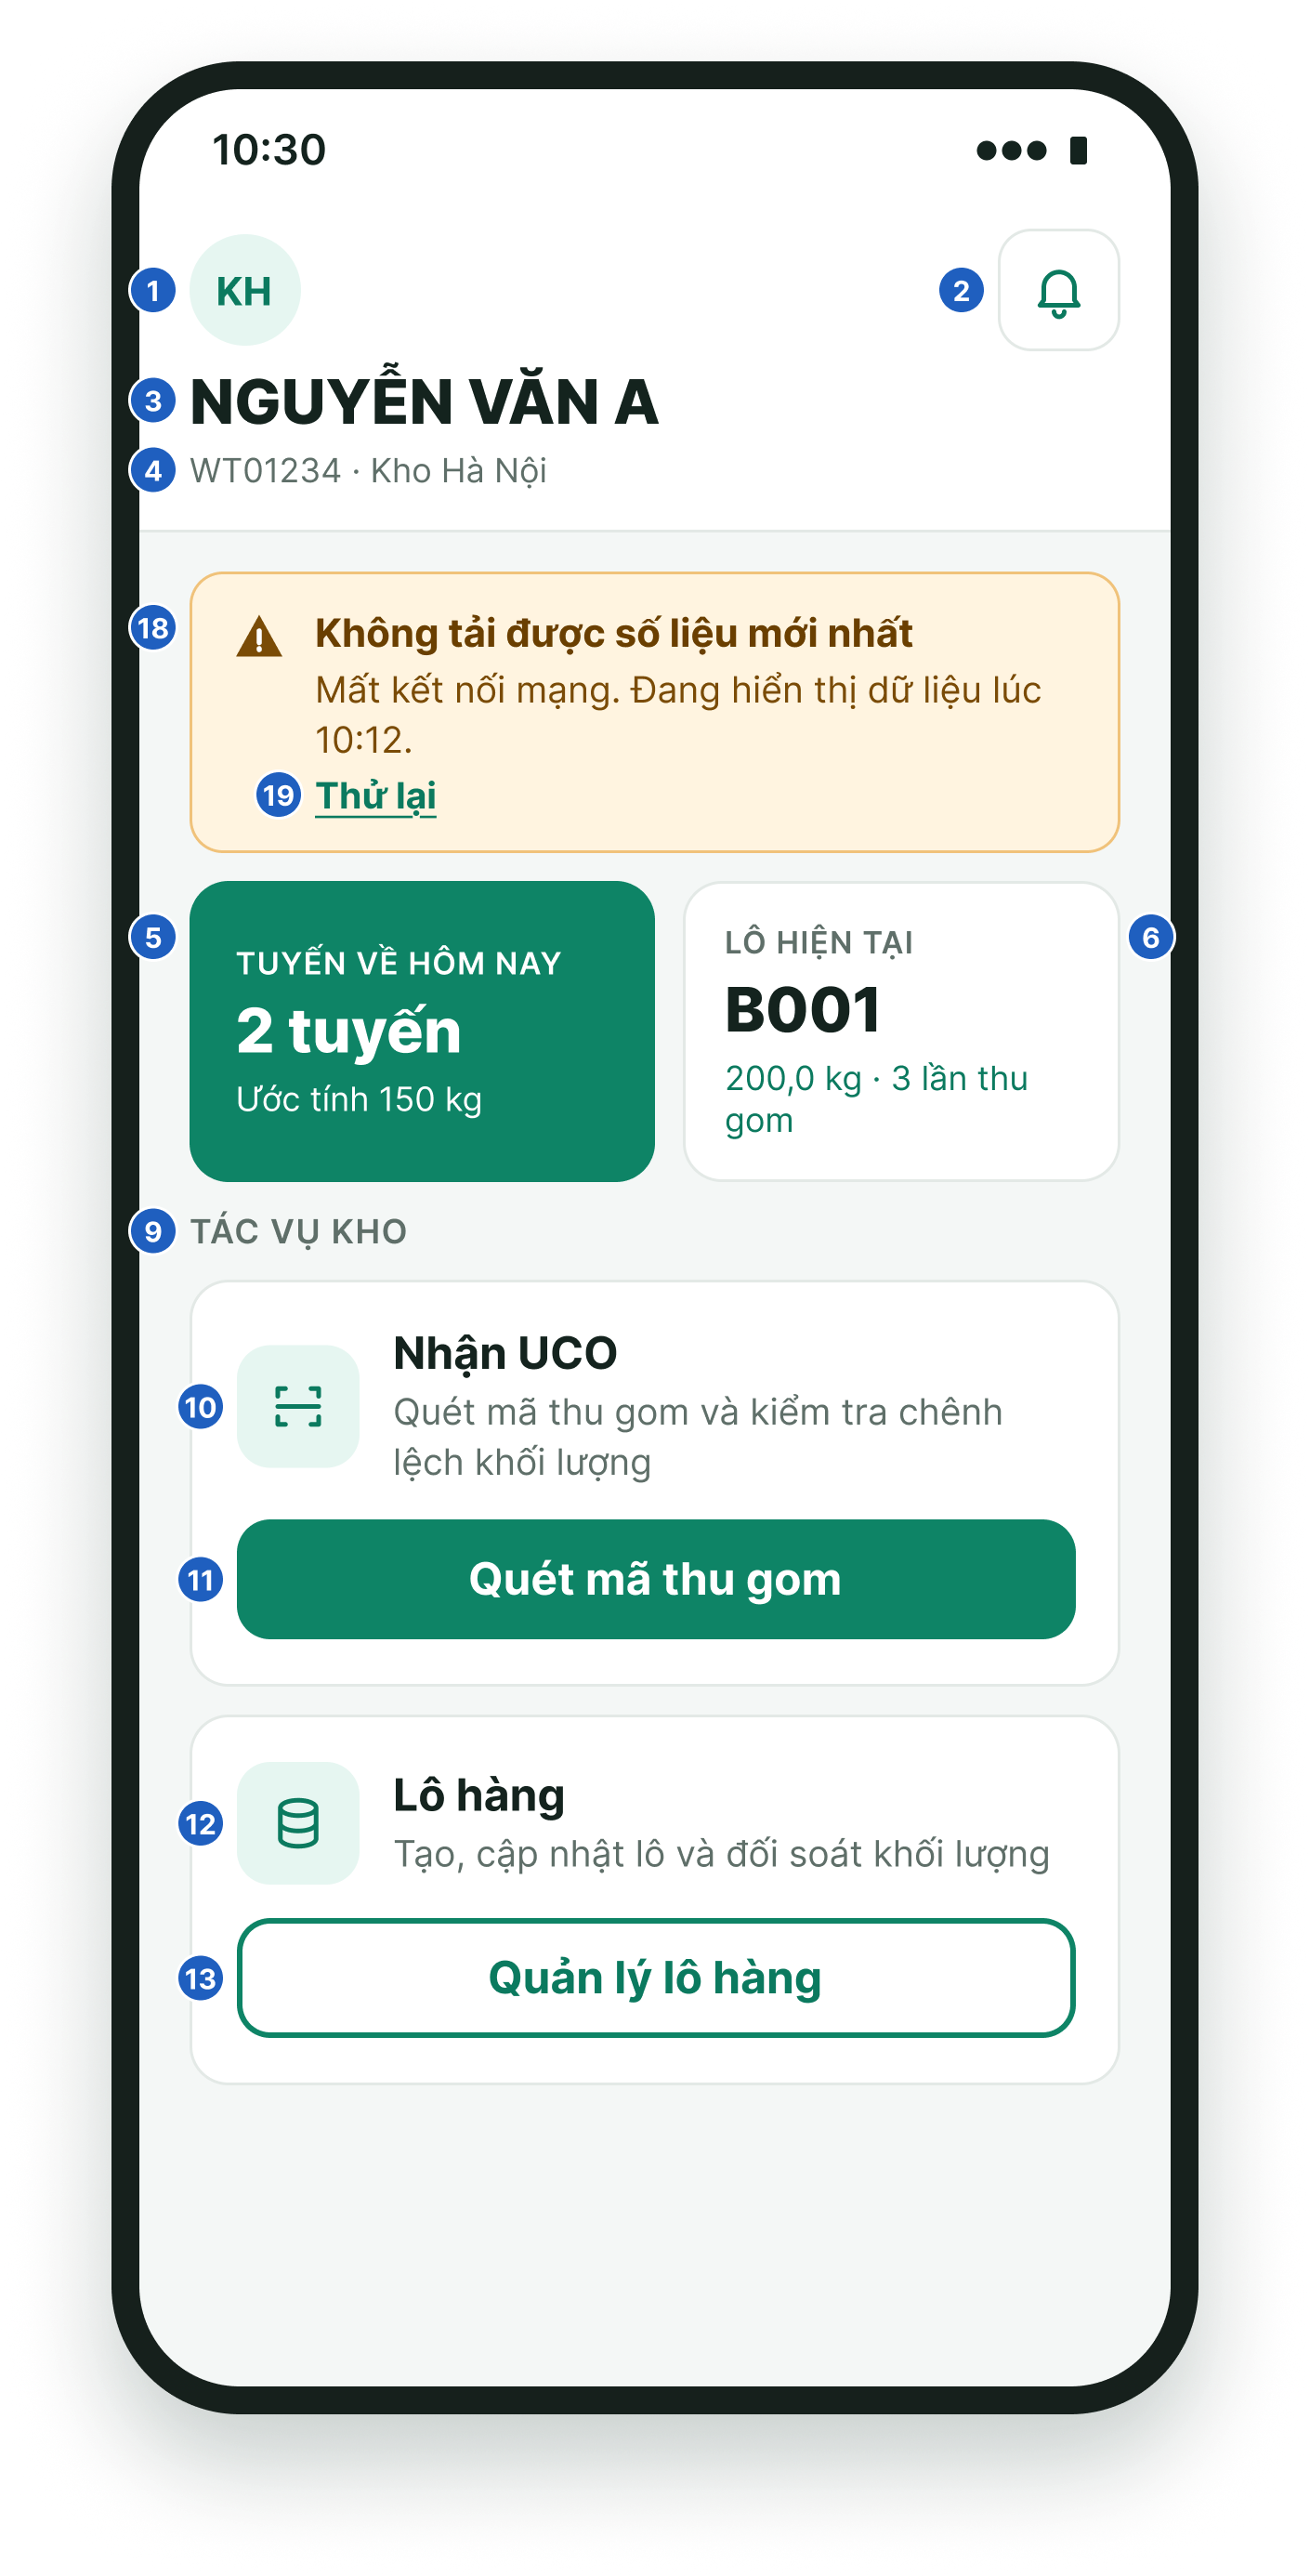 10:30
1 KH 2
3 NGUYỄN VĂN A
4 WT01234 · Kho Hà Nội
18 Không tải được số liệu mới nhất
Mất kết nối mạng. Đang hiển thị dữ liệu lúc
10:12.
19 Thử lại
5 TUYẾN VỀ HÔM NAY
2 tuyến
Ước tính 150 kg
LÔ HIỆN TẠI 6
B001
200,0 kg · 3 lần thu
gom
9 TÁC VỤ KHO
Nhận UCO
10 Quét mã thu gom và kiểm tra chênh
lệch khối lượng
11 Quét mã thu gom
Lô hàng
12 Tạo, cập nhật lô và đối soát khối lượng
13 Quản lý lô hàng